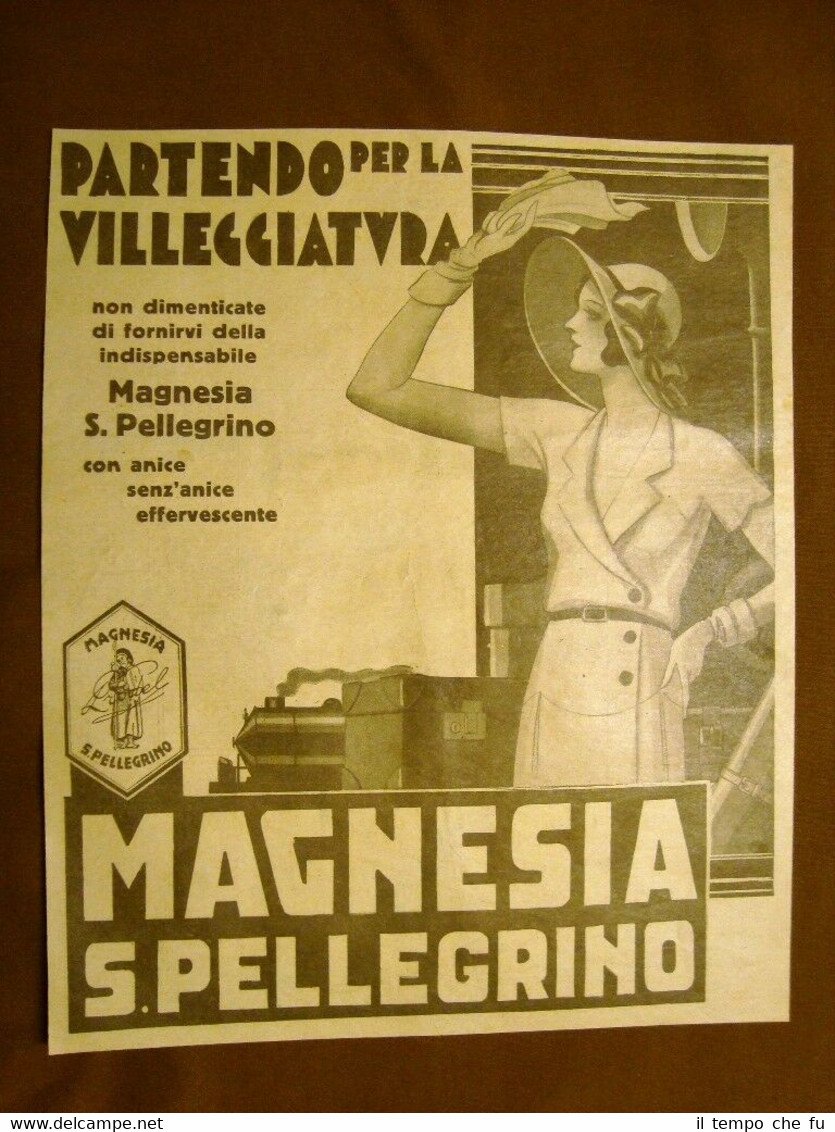 PARTENDO PER LA
VILLEGGIATVRA
non dimenticate
di fornirvi della
indispensabile
Magnesia
S. Pellegrino
con anice
senz'anice
effervescente
MAGNESIA
S. PELLEGRINO
MAGNESIA
S. PELLEGRINO
www.delcampe.net
il tempo che fu